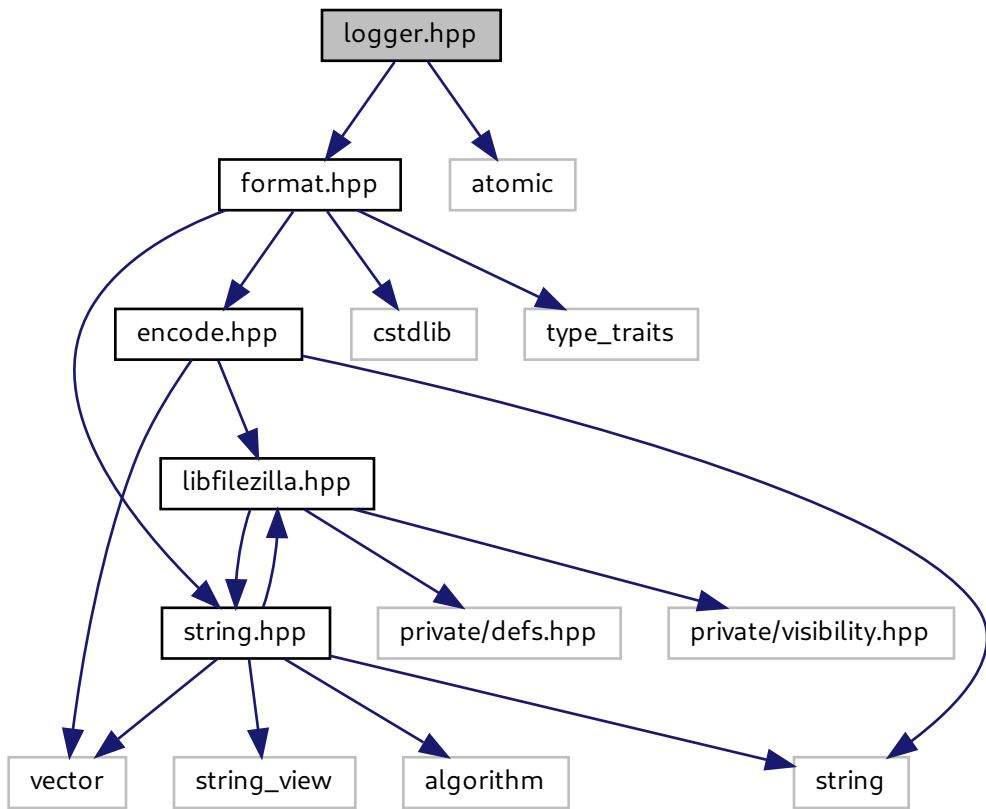 logger.hpp
format.hpp
atomic
encode.hpp
cstdlib
type_traits
libfilezilla.hpp
string.hpp
private/defs.hpp
private/visibility.hpp
vector
string_view
algorithm
string